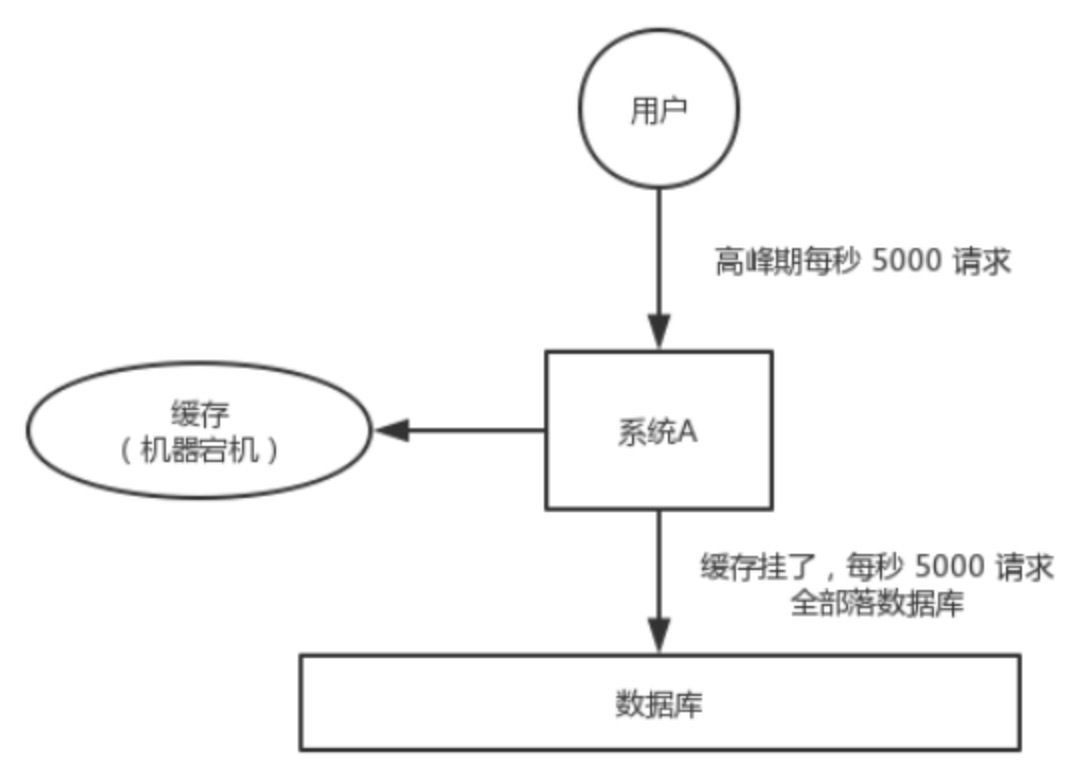 用户
高峰期每秒 5000 请求
缓存
（机器宕机）
系统A
缓存挂了，每秒 5000 请求
全部落数据库
数据库